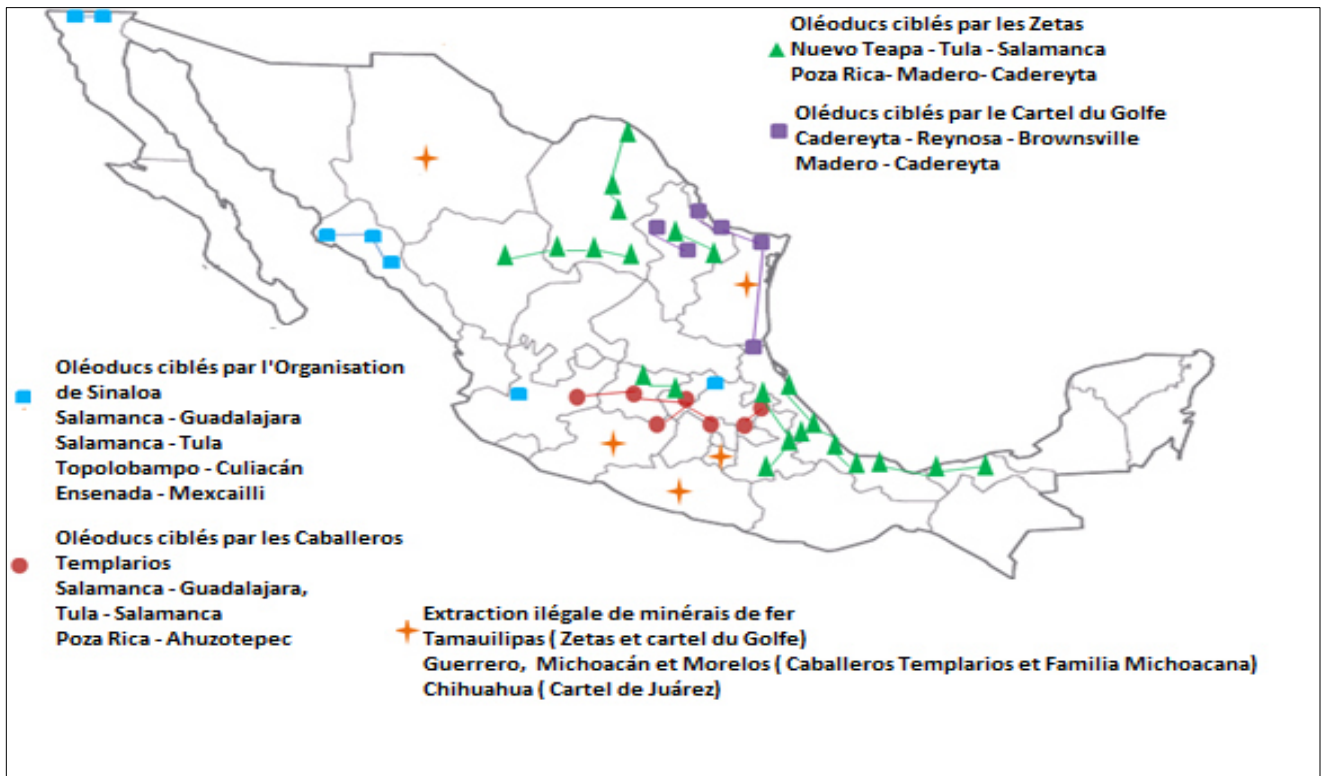 Oléoducs ciblés par les Zetas
Nuevo Teapa - Tula - Salamanca
Poza Rica- Madero- Cadereyta
Oléducs ciblés par le Cartel du Golfe
Cadereyta - Reynosa - Brownsville
Madero - Cadereyta
Oléoducs ciblés par l'Organisation
de Sinaloa
Salamanca - Guadalajara
Salamanca - Tula
Topolobampo - Culiacán
Ensenada - Mexcailli
Oléoducs ciblés par les Caballeros
Templarios
Salamanca - Guadalajara,
Tula - Salamanca
Poza Rica - Ahuzotepec
Extraction ilégale de minérais de fer
Tamauilipas ( Zetas et cartel du Golfe)
Guerrero, Michoacán et Morelos ( Caballeros Templarios et Familia Michoacana)
Chihuahua ( Cartel de Juárez)